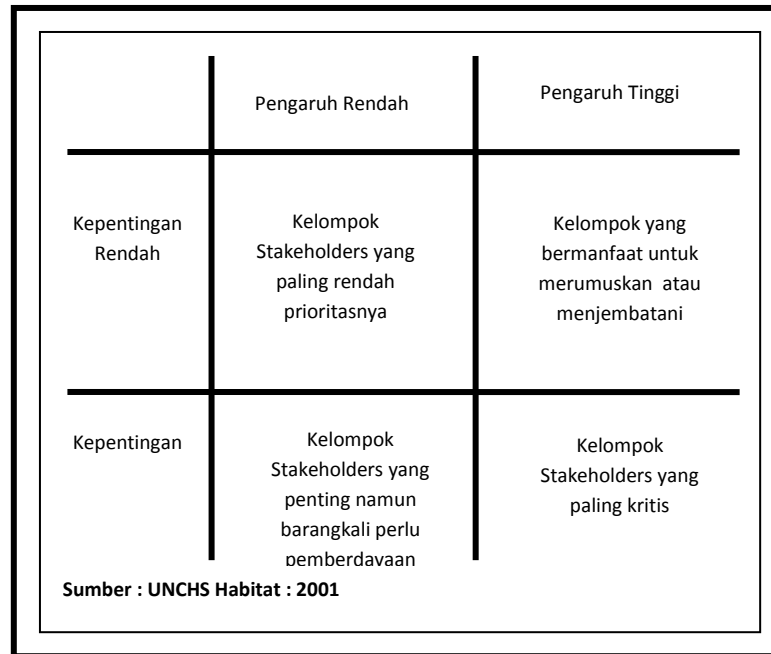 Pengaruh Rendah
Pengaruh Tinggi
Kepentingan
Rendah
Kelompok
Stakeholders yang
paling rendah
prioritasnya
Kelompok yang
bermanfaat untuk
merumuskan atau
menjembatani
Kepentingan
Kelompok
Stakeholders yang
penting namun
barangkali perlu
pemberdayaan
Kelompok
Stakeholders yang
paling kritis
Sumber : UNCHS Habitat : 2001